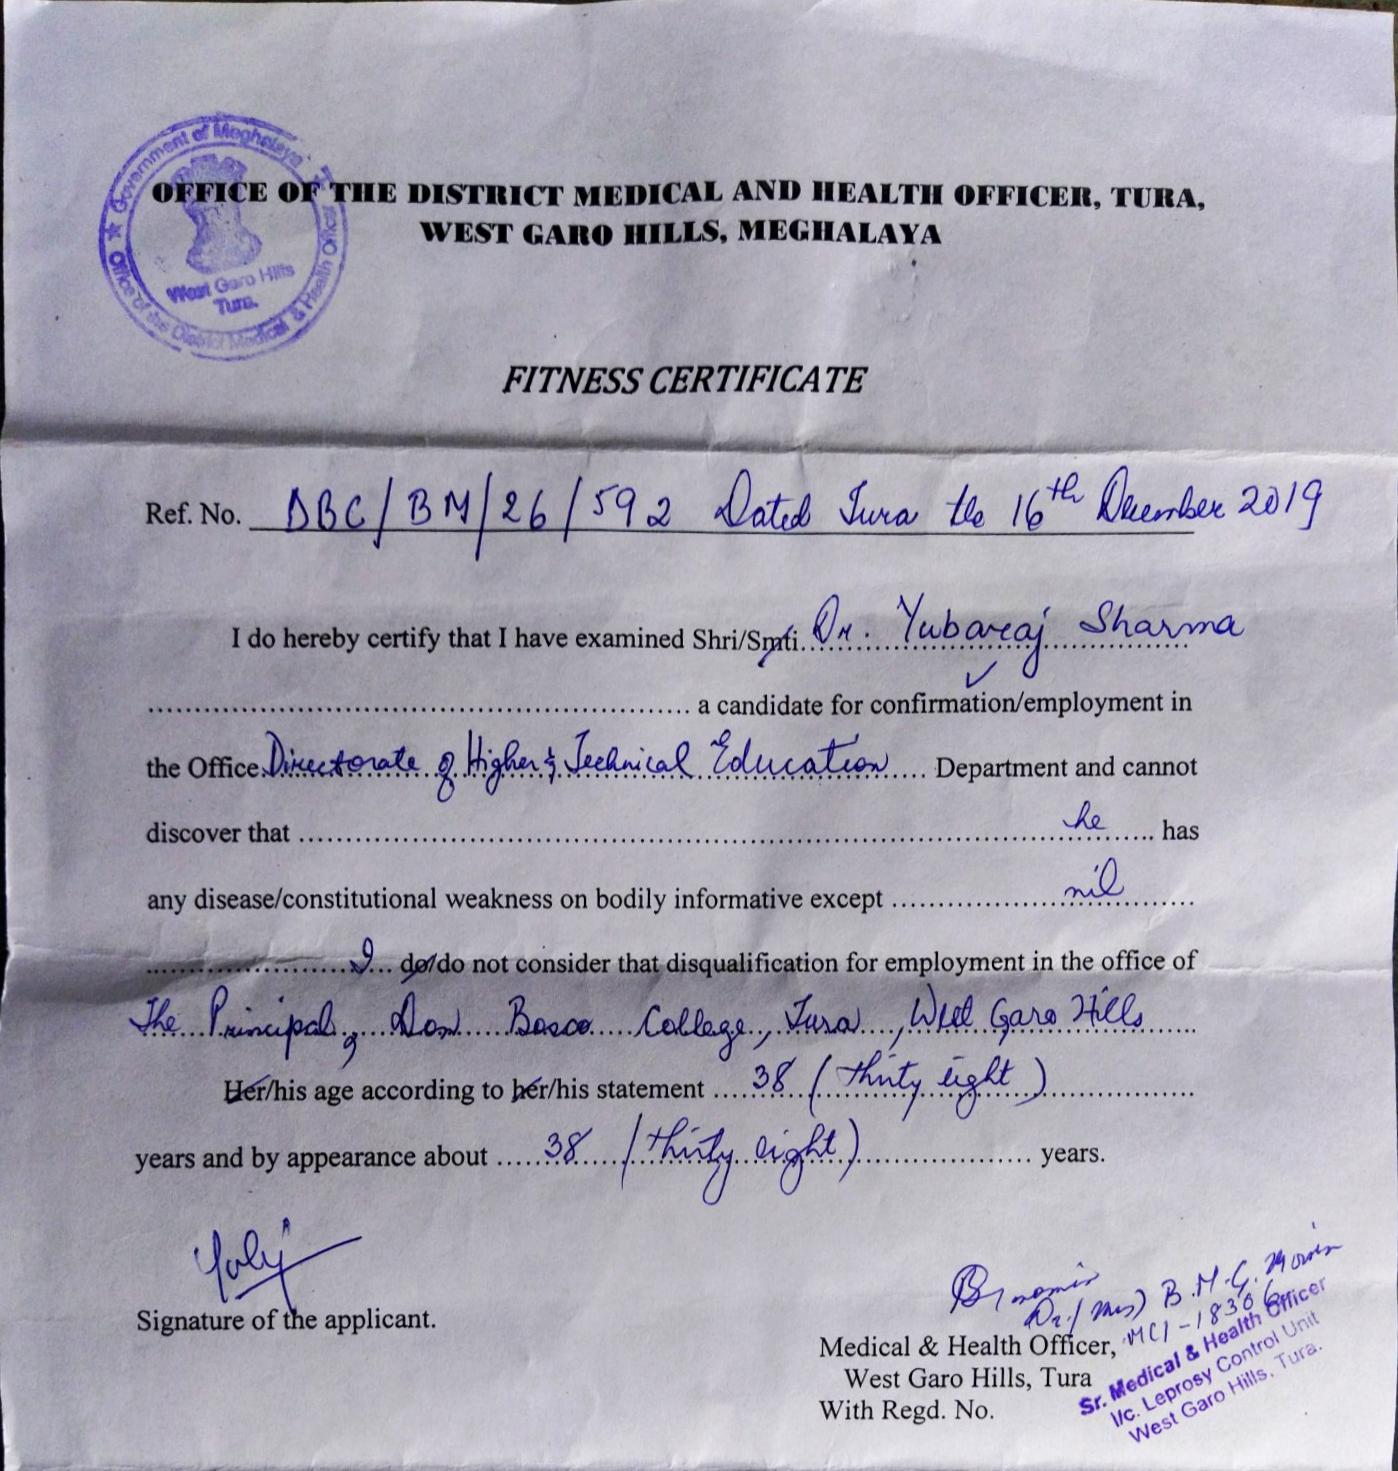 Government of Meghalaya
Office of the District Medical & Health Officer
West Garo Hills
Tura.
OFFICE OF THE DISTRICT MEDICAL AND HEALTH OFFICER, TURA,
WEST GARO HILLS, MEGHALAYA
FITNESS CERTIFICATE
Ref. No. DBC/BM/26/592 Dated Tura the 16th December 2019
I do hereby certify that I have examined Shri/Smti. Dr. Yubaraj Sharma
a candidate for confirmation/employment in
the Office Directorate of Higher & Technical Education Department and cannot
discover that he has
any disease/constitutional weakness on bodily informative except nil
I do/do not consider that disqualification for employment in the office of
The Principal, Don Bosco College, Tura, West Garo Hills
Her/his age according to her/his statement 38 (thirty eight)
years and by appearance about 38 (thirty eight) years.
Signature of the applicant.
Dr. (Mrs) B.M.G.
Medical & Health Officer, MCI-18306
West Garo Hills, Tura
With Regd. No.
Sr. Medical & Health Officer
I/c. Leprosy Control Unit
West Garo Hills, Tura.